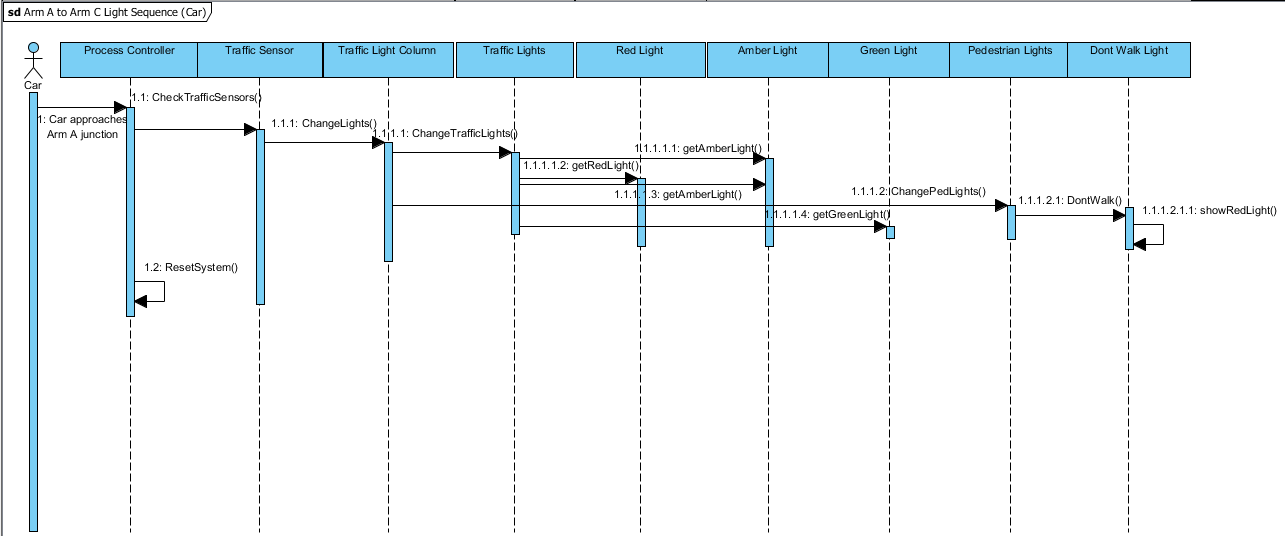 sd Arm A to Arm C Light Sequence (Car)
Process Controller
Traffic Sensor
Traffic Light Column
Traffic Lights
Red Light
Amber Light
Green Light
Pedestrian Lights
Dont Walk Light
Car
1.1: CheckTrafficSensors()
1: Car approaches
Arm A junction
1.1.1: ChangeLights()
1.1.1.1: ChangeTrafficLights()
1.1.1.1.1: getAmberLight()
1.1.1.1.2: getRedLight()
1.1.1.1.3: getAmberLight()
1.1.1.2: ChangePedLights()
1.1.1.2.1: DontWalk()
1.1.1.2.1.1: showRedLight()
1.1.1.1.4: getGreenLight()
1.2: ResetSystem()